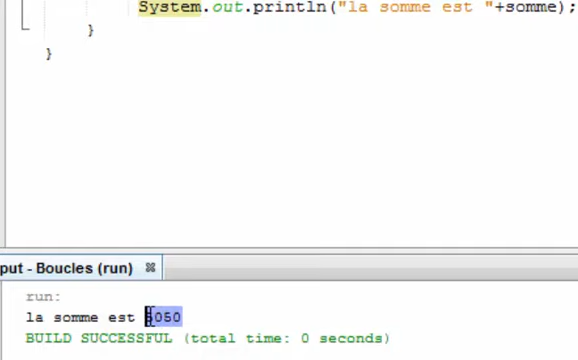 System.out.println("la somme est "+somme);
}
}
put - Boucles (run)
run:
la somme est 5050
BUILD SUCCESSFUL (total time: 0 seconds)